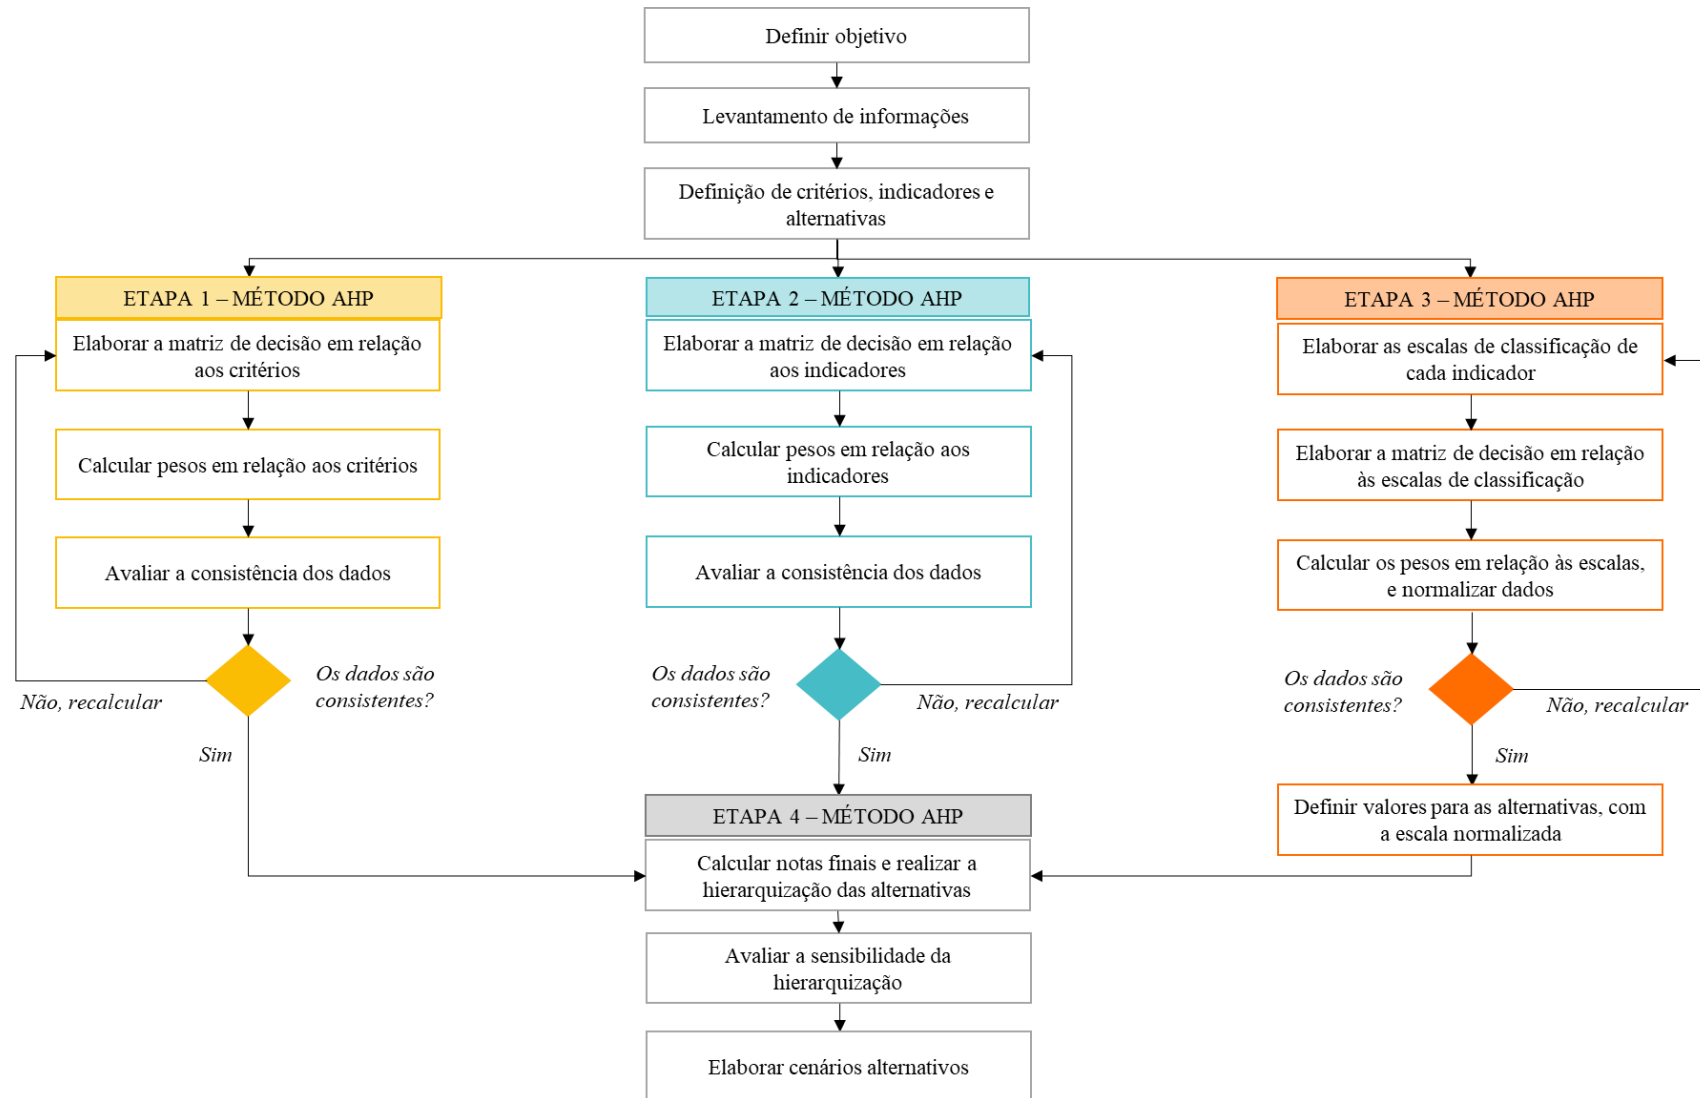 Definir objetivo
Levantamento de informações
Definição de critérios, indicadores e
alternativas
ETAPA 1 – MÉTODO AHP
Elaborar a matriz de decisão em relação
aos critérios
Calcular pesos em relação aos critérios
Avaliar a consistência dos dados
Os dados são
consistentes?
Não, recalcular
Sim
ETAPA 2 – MÉTODO AHP
Elaborar a matriz de decisão em relação
aos indicadores
Calcular pesos em relação aos
indicadores
Avaliar a consistência dos dados
Os dados são
consistentes?
Não, recalcular
Sim
ETAPA 3 – MÉTODO AHP
Elaborar as escalas de classificação de
cada indicador
Elaborar a matriz de decisão em relação
às escalas de classificação
Calcular os pesos em relação às escalas,
e normalizar dados
Os dados são
consistentes?
Não, recalcular
Sim
Definir valores para as alternativas, com
a escala normalizada
ETAPA 4 – MÉTODO AHP
Calcular notas finais e realizar a
hierarquização das alternativas
Avaliar a sensibilidade da
hierarquização
Elaborar cenários alternativos